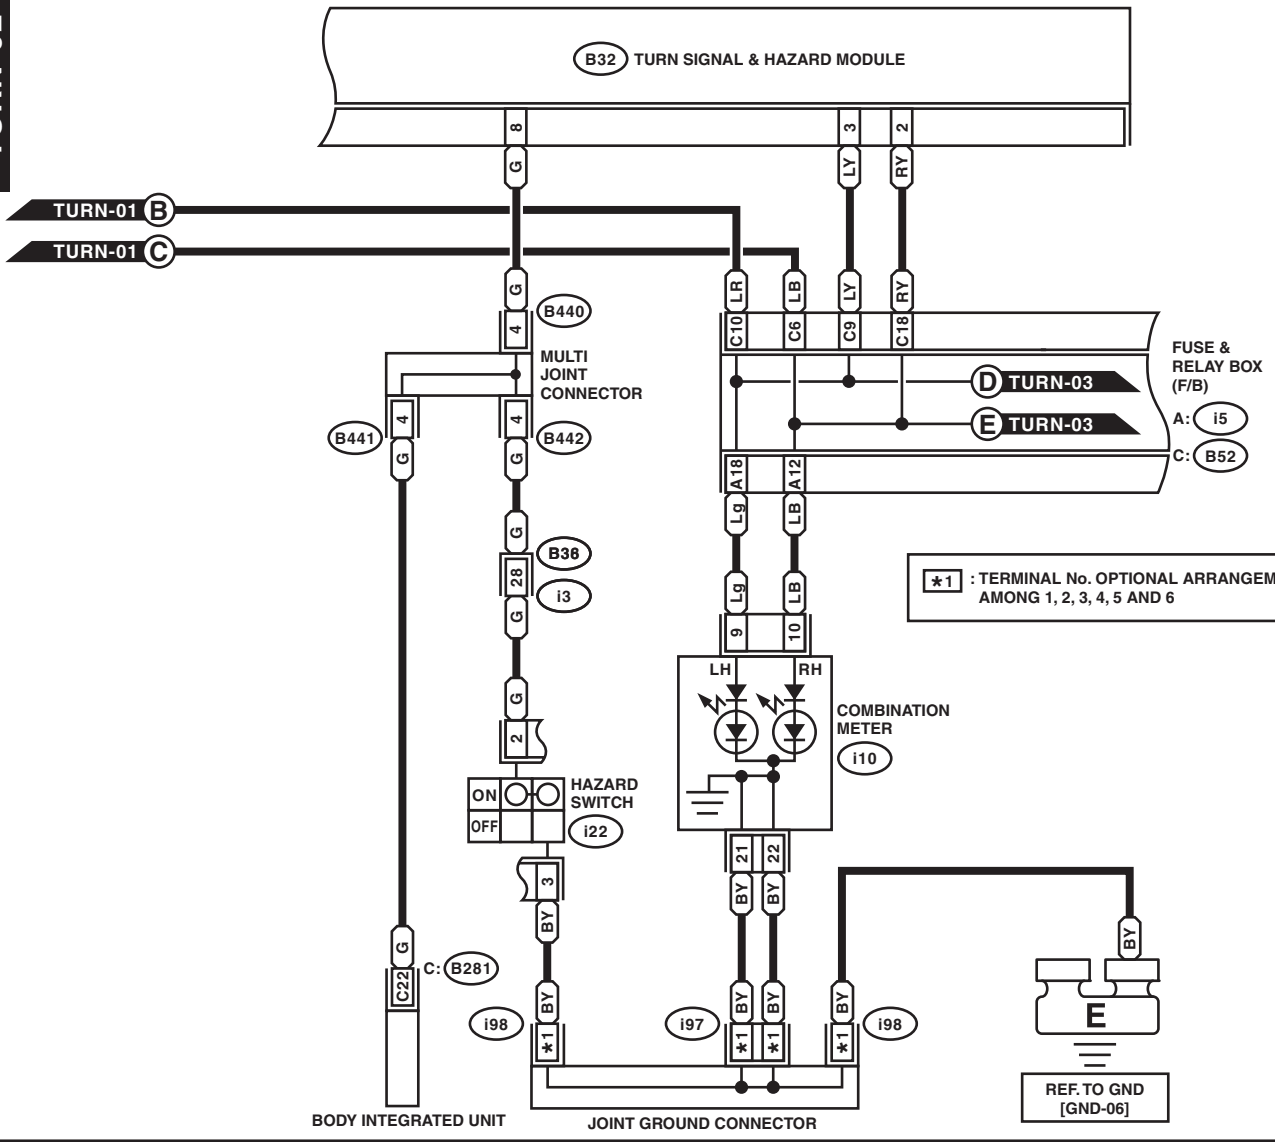 B32 TURN SIGNAL & HAZARD MODULE
8 3 2
G LY RY
TURN-01 B
TURN-01 C
G LR LB LY RY
B440
4
C10 C6 C9 C18
MULTI
JOINT
CONNECTOR
FUSE &
RELAY BOX
(F/B)
D TURN-03
E TURN-03
A: i5
C: B52
B441
4 4
B442
G G
A18 A12
Lg LB
G
B36
28
i3
G
Lg LB
9 10
*1 : TERMINAL No. OPTIONAL ARRANGEM
AMONG 1, 2, 3, 4, 5 AND 6
G
2
LH RH
COMBINATION
METER
i10
ON
OFF
HAZARD
SWITCH
i22
3
BY
21 22
BY BY
BY
G
C: B281
C22
BY BY BY BY
i98 *1
i97 *1 *1
*1 i98
E
REF. TO GND
[GND-06]
BODY INTEGRATED UNIT
JOINT GROUND CONNECTOR